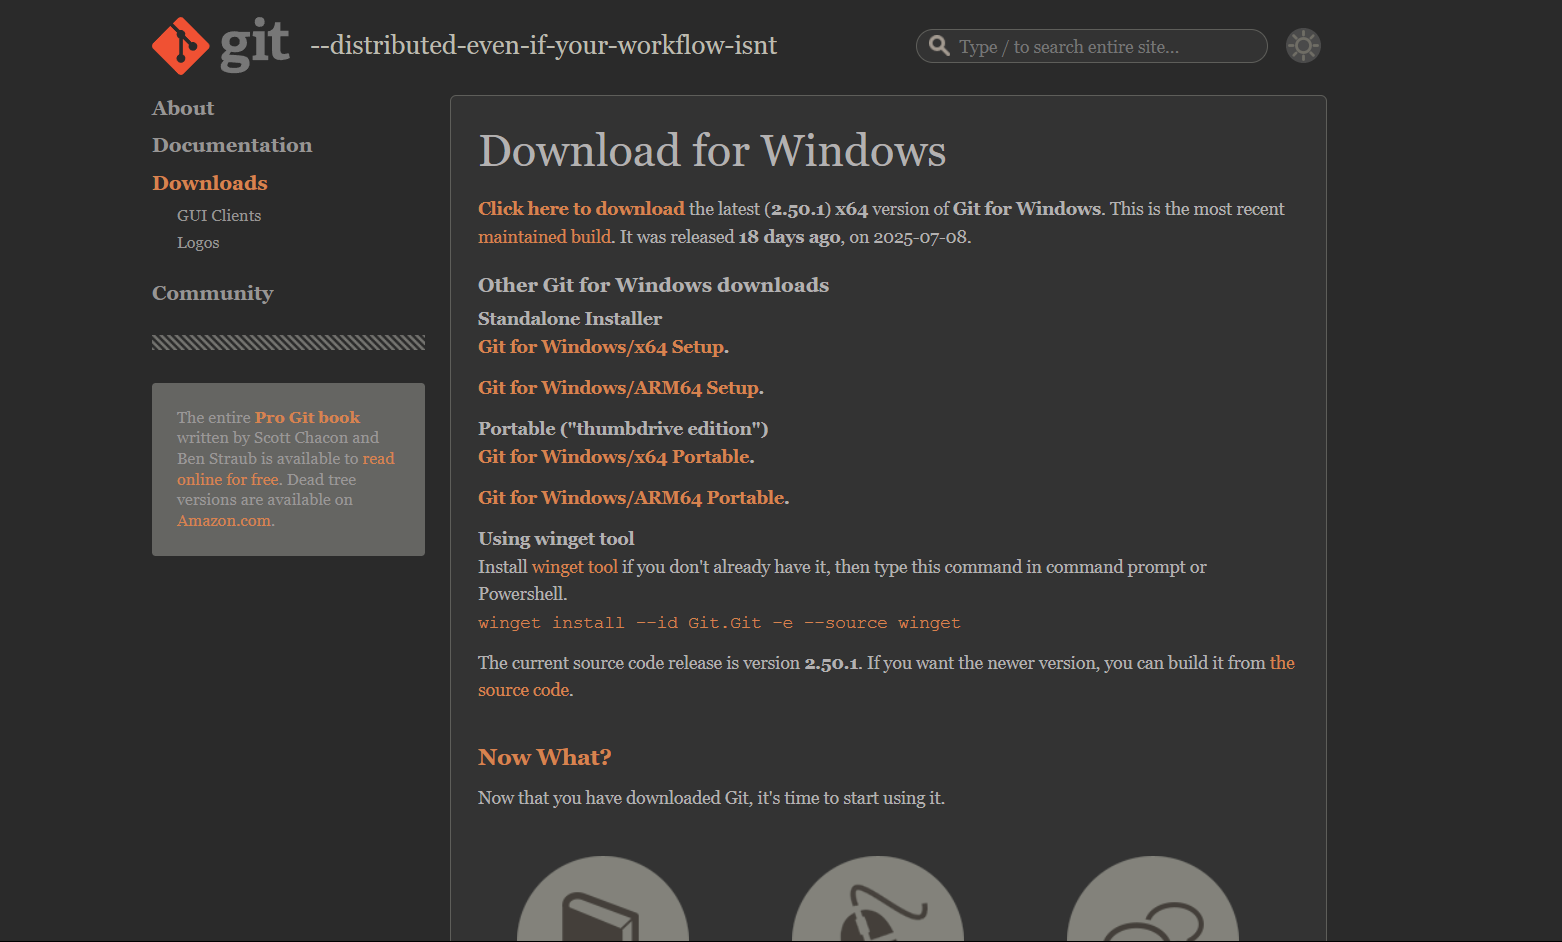 git --distributed-even-if-your-workflow-isnt
Type / to search entire site...
About
Documentation
Downloads
GUI Clients
Logos
Community
The entire Pro Git book
written by Scott Chacon and
Ben Straub is available to read
online for free. Dead tree
versions are available on
Amazon.com.
Download for Windows
Click here to download the latest (2.50.1) x64 version of Git for Windows. This is the most recent
maintained build. It was released 18 days ago, on 2025-07-08.
Other Git for Windows downloads
Standalone Installer
Git for Windows/x64 Setup.
Git for Windows/ARM64 Setup.
Portable ("thumbdrive edition")
Git for Windows/x64 Portable.
Git for Windows/ARM64 Portable.
Using winget tool
Install winget tool if you don't already have it, then type this command in command prompt or
Powershell.
winget install --id Git.Git -e --source winget
The current source code release is version 2.50.1. If you want the newer version, you can build it from the
source code.
Now What?
Now that you have downloaded Git, it's time to start using it.